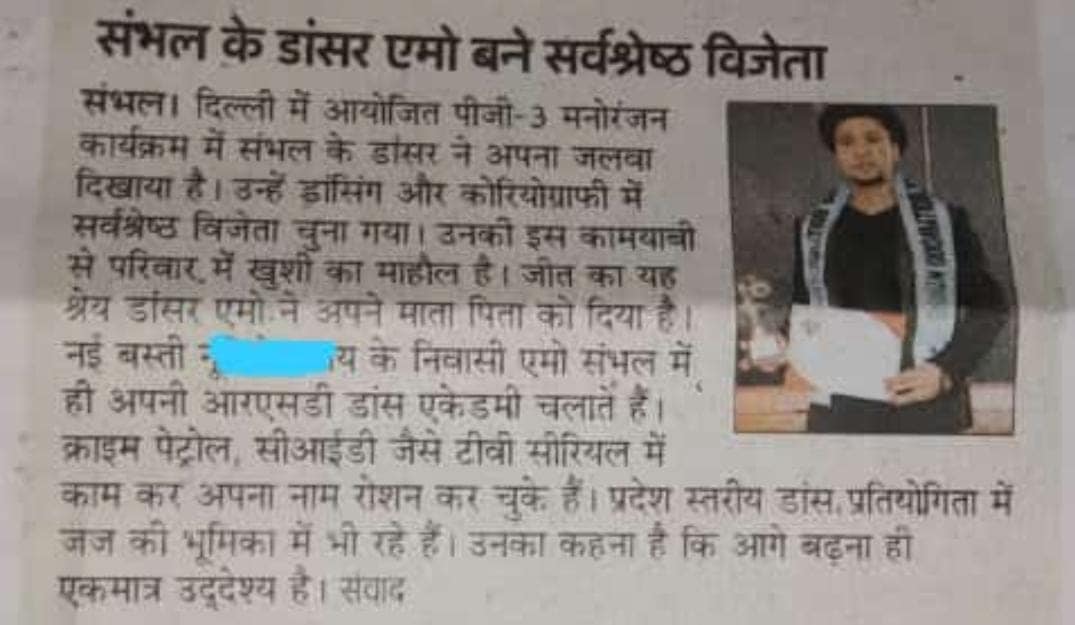 संभल के डांसर एमो बने सर्वश्रेष्ठ विजेता
संभल। दिल्ली में आयोजित पीजी-3 मनोरंजन
कार्यक्रम में संभल के डांसर ने अपना जलवा
दिखाया है। उन्हें डांसिंग और कोरियोग्राफी में
सर्वश्रेष्ठ विजेता चुना गया। उनकी इस कामयाबी
से परिवार में खुशी का माहौल है। जीत का यह
श्रेय डांसर एमो ने अपने माता पिता को दिया है।
नई बस्ती के निवासी एमो संभल में
ही अपनी आरएसडी डांस एकेडमी चलाते हैं।
क्राइम पेट्रोल, सीआईडी जैसे टीवी सीरियल में
काम कर अपना नाम रोशन कर चुके हैं। प्रदेश स्तरीय डांस प्रतियोगिता में
जज की भूमिका में भी रहे हैं। उनका कहना है कि आगे बढ़ना ही
एकमात्र उद्देश्य है। संवाद